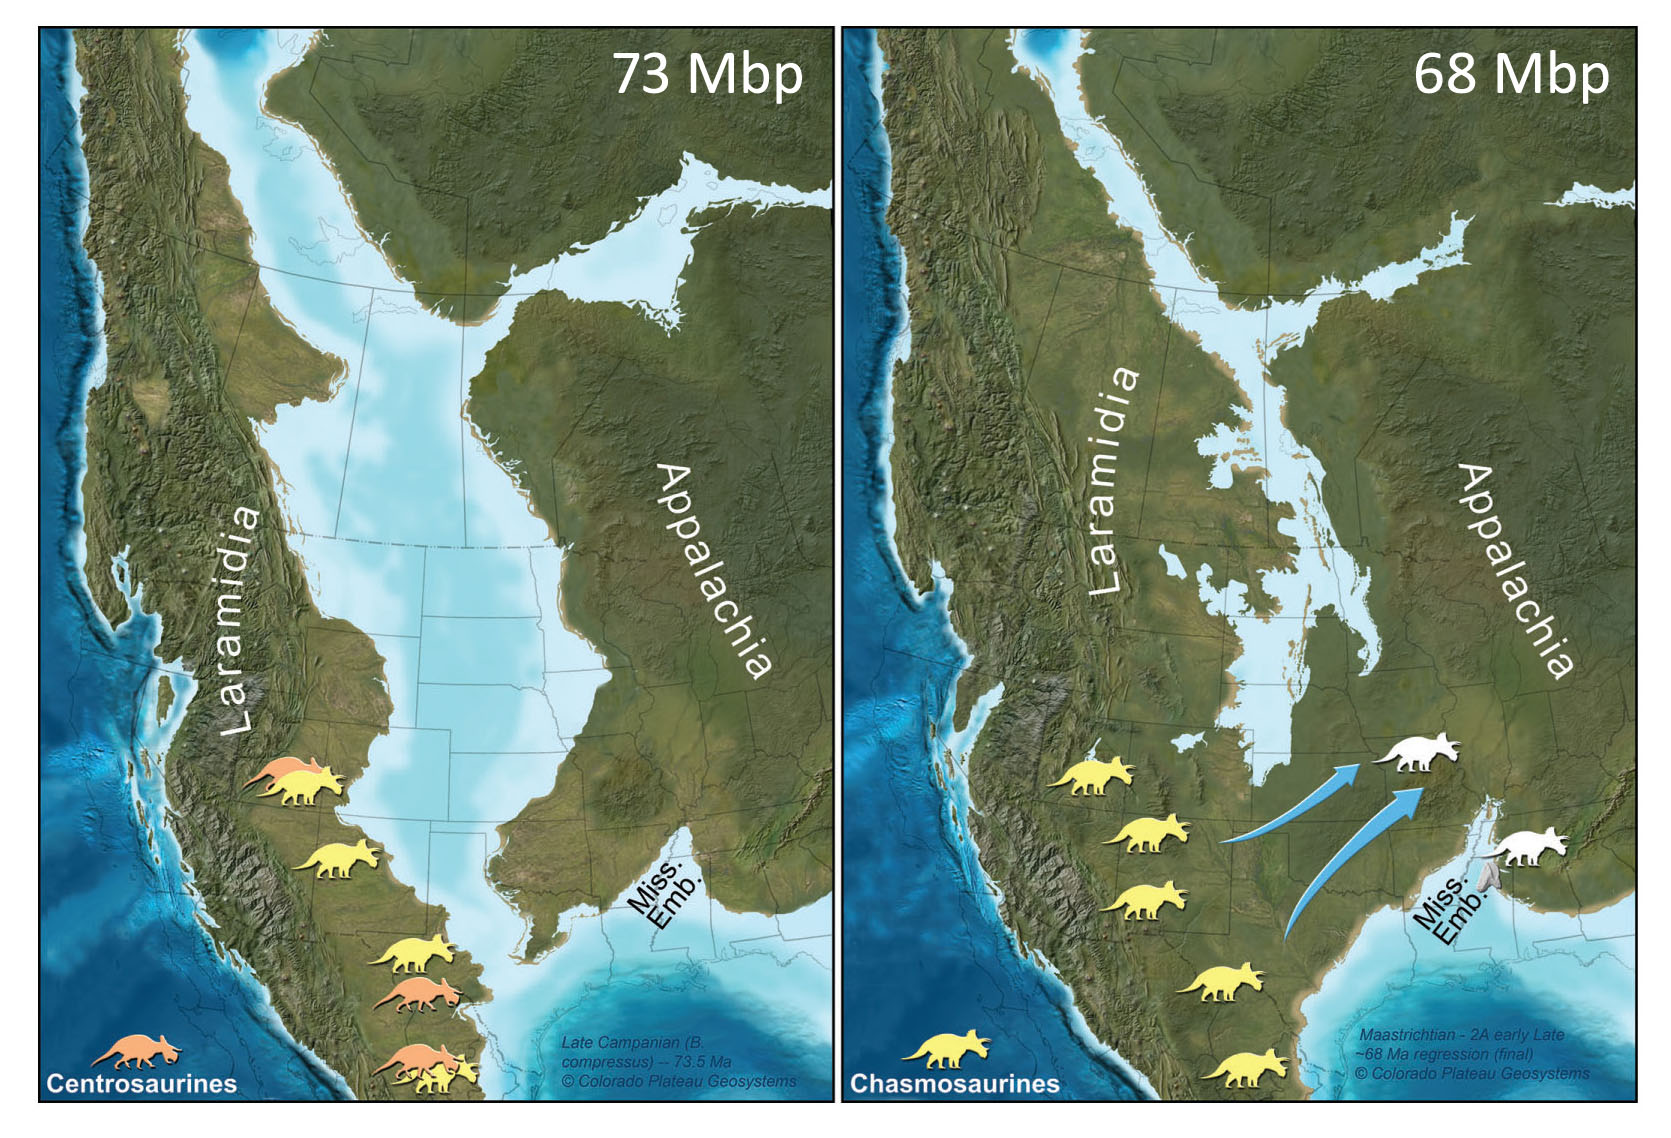 73 Mbp
Laramidia
Appalachia
Miss.
Emb.
Centrosaurines
Late Campanian (B.
compressus) -- 73.5 Ma
© Colorado Plateau Geosystems
68 Mbp
Laramidia
Appalachia
Miss.
Emb.
Chasmosaurines
Maastrichtian - 2A early Late
~68 Ma regression (final)
© Colorado Plateau Geosystems